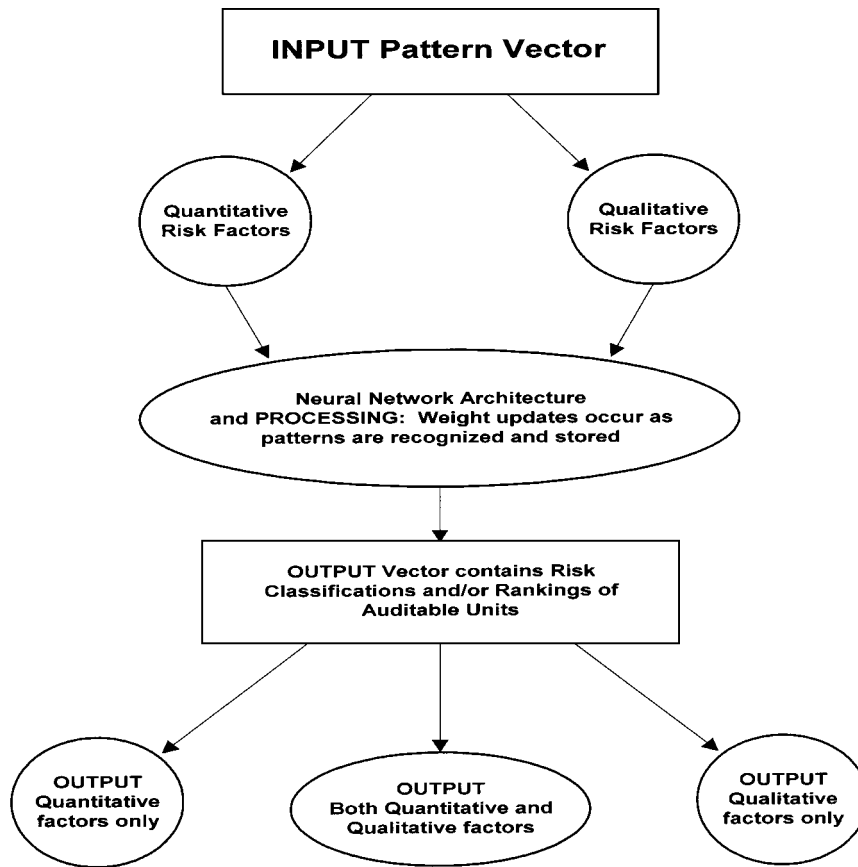 INPUT Pattern Vector
Quantitative
Risk Factors
Qualitative
Risk Factors
Neural Network Architecture
and PROCESSING: Weight updates occur as
patterns are recognized and stored
OUTPUT Vector contains Risk
Classifications and/or Rankings of
Auditable Units
OUTPUT
Quantitative
factors only
OUTPUT
Both Quantitative and
Qualitative factors
OUTPUT
Qualitative
factors only